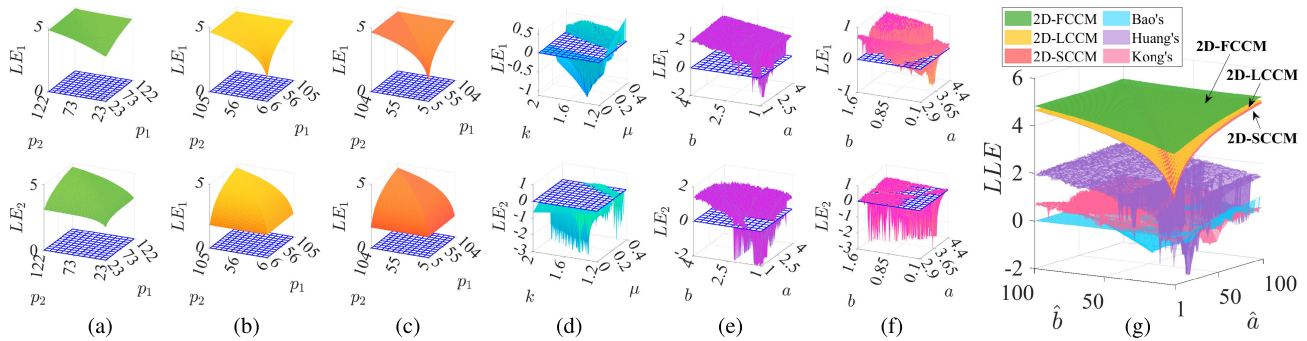 5
LE1
0
122
73
23
p2
122
73
23
p1
5
LE1
0
105
56
6
p2
105
56
6
p1
5
LE1
0
104
55
5
p2
104
55
5
p1
0.5
0
-0.5
-1
LE1
2
1.6
1.2
k
0.4
0.2
0
μ
2
0
-2
LE1
4
2.5
1
b
4
2.5
1
a
1
0
-1
-2
LE1
1.6
0.85
0.1
b
4.4
3.65
2.9
a
5
LE1
0
122
73
23
p2
122
73
23
p1
5
LE1
0
105
56
6
p2
105
56
6
p1
5
LE1
0
104
55
5
p2
104
55
5
p1
1
0
-1
-2
-3
LE2
2
1.6
1.2
k
0.4
0.2
0
μ
2
0
-2
LE2
4
2.5
1
b
4
2.5
1
a
1
0
-1
-2
-3
LE2
1.6
0.85
0.1
b
4.4
3.65
2.9
a
2D-FCCM Bao's
2D-LCCM Huang's
2D-SCCM Kong's
2D-FCCM
2D-LCCM
2D-SCCM
6
4
2
0
-2
LLE
100
50
1
b̂
100
50
â
(a) (b) (c) (d) (e) (f) (g)